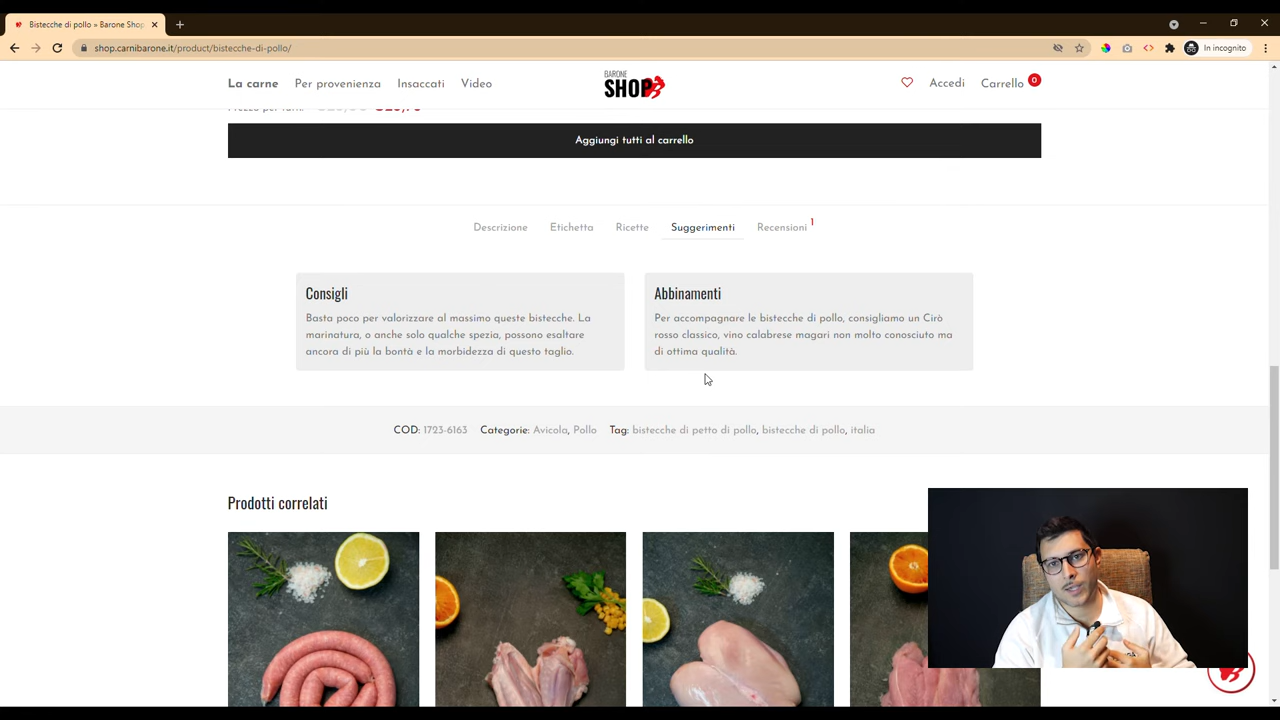 Bistecche di pollo » Barone Shop
shop.carnibarone.it/product/bistecche-di-pollo/
In incognito
La carne Per provenienza Insaccati Video
BARONE
SHOP
Accedi Carrello 0
Aggiungi tutti al carrello
Descrizione Etichetta Ricette Suggerimenti Recensioni 1
Consigli
Basta poco per valorizzare al massimo queste bistecche. La
marinatura, o anche solo qualche spezia, possono esaltare
ancora di più la bontà e la morbidezza di questo taglio.
Abbinamenti
Per accompagnare le bistecche di pollo, consigliamo un Cirò
rosso classico, vino calabrese magari non molto conosciuto ma
di ottima qualità.
COD: 1723-6163 Categorie: Avicola, Pollo Tag: bistecche di petto di pollo, bistecche di pollo, italia
Prodotti correlati